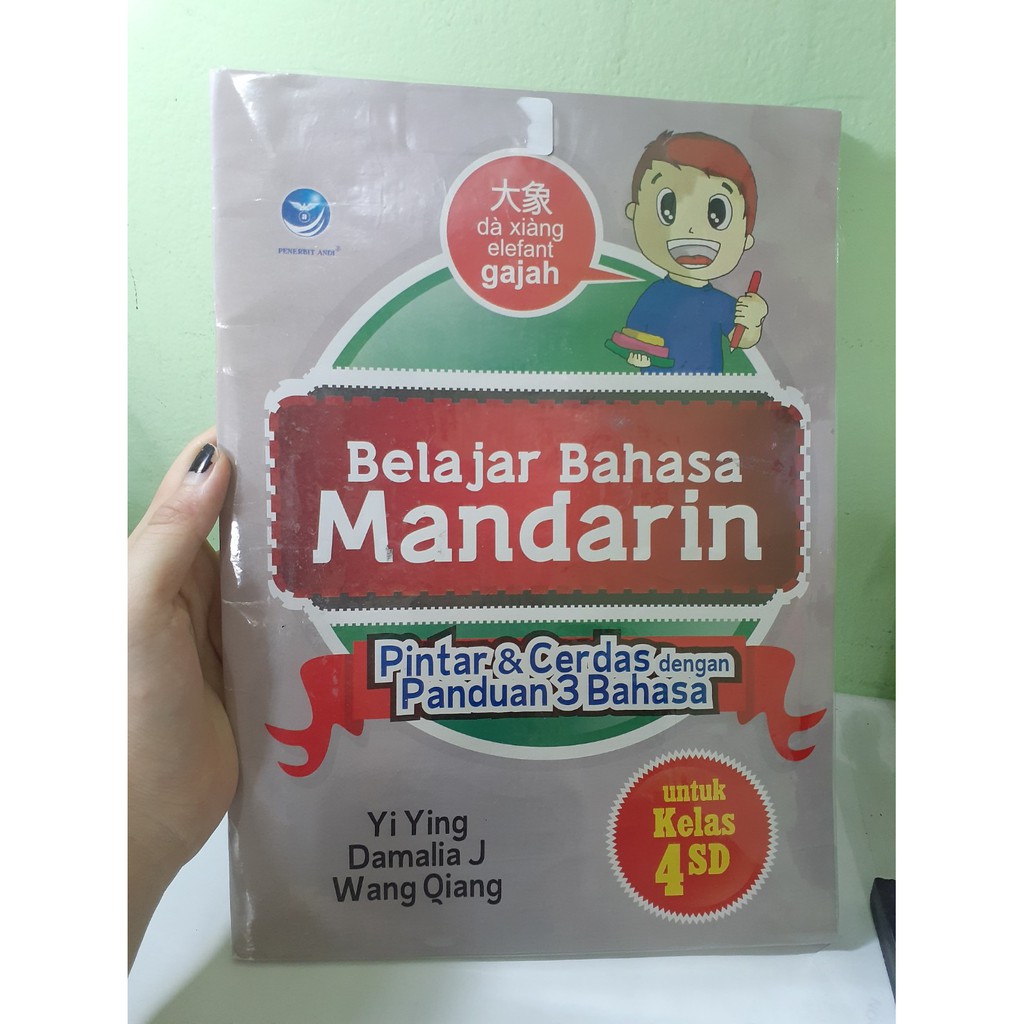 PENERBIT ANDI®
大象
dà xiàng
elefant
gajah
Belajar Bahasa
Mandarin
Pintar & Cerdas dengan
Panduan 3 Bahasa
Yi Ying
Damalia J
Wang Qiang
untuk
Kelas
4 SD